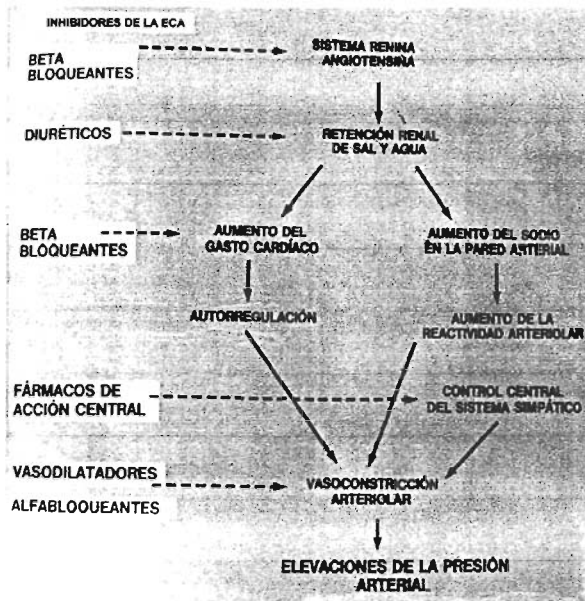 INHIBIDORES DE LA ECA
BETA
BLOQUEANTES
SISTEMA RENINA
ANGIOTENSINA
DIURÉTICOS
RETENCIÓN RENAL
DE SAL Y AGUA
BETA
BLOQUEANTES
AUMENTO DEL
GASTO CARDÍACO
AUMENTO DEL SODIO
EN LA PARED ARTERIAL
AUTORREGULACIÓN
AUMENTO DE LA
REACTIVIDAD ARTERIOLAR
FÁRMACOS DE
ACCIÓN CENTRAL
CONTROL CENTRAL
DEL SISTEMA SIMPÁTICO
VASODILATADORES
ALFABLOQUEANTES
VASOCONSTRICCIÓN
ARTERIOLAR
ELEVACIONES DE LA PRESIÓN
ARTERIAL